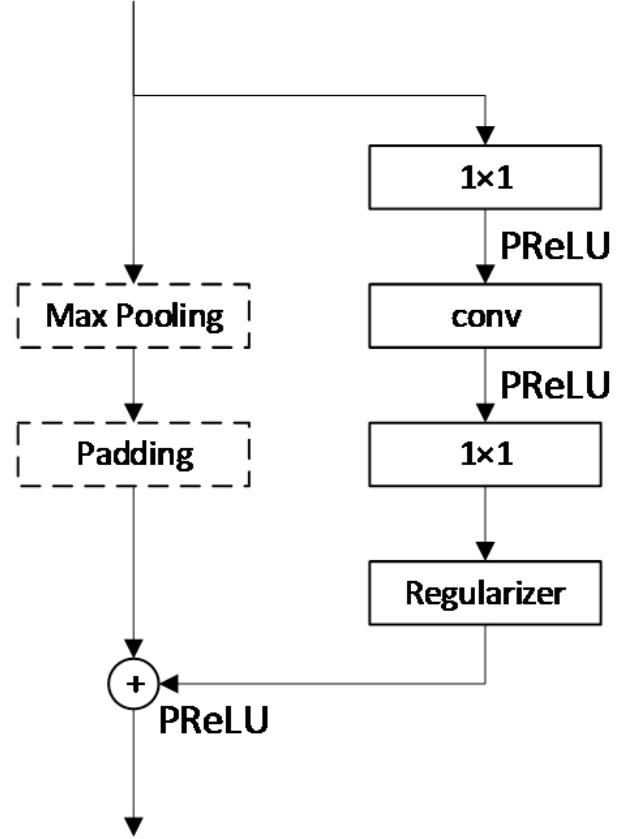 1×1
PReLU
Max Pooling
conv
PReLU
Padding
1×1
Regularizer
+
PReLU